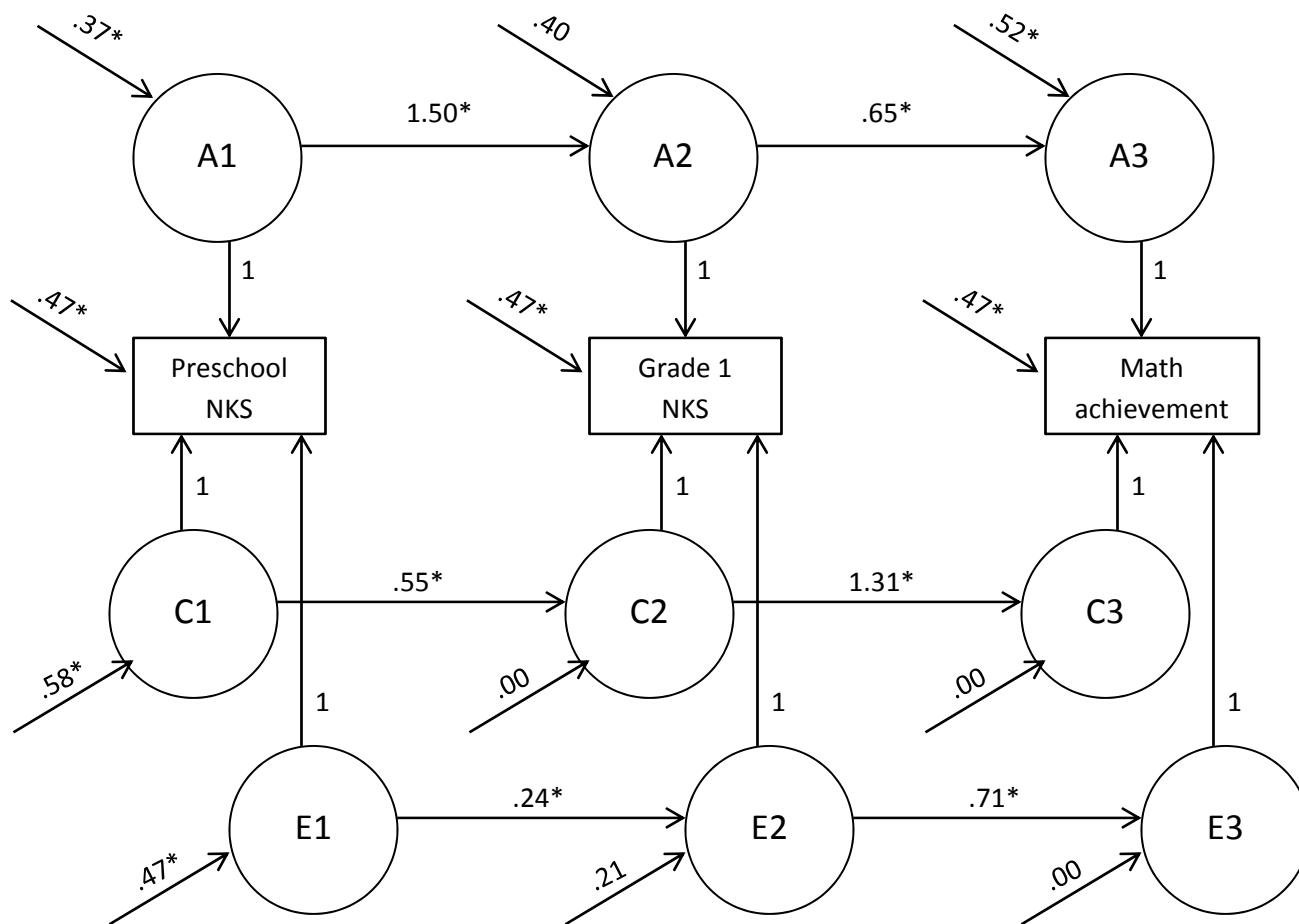 .37*
.40
.52*
1.50*
.65*
A1
A2
A3
1
1
1
.47*
.47*
.47*
Preschool
NKS
Grade 1
NKS
Math
achievement
1
1
1
.55*
1.31*
C1
C2
C3
.58*
.00
.00
1
1
1
.24*
.71*
E1
E2
E3
.47*
.21
.00